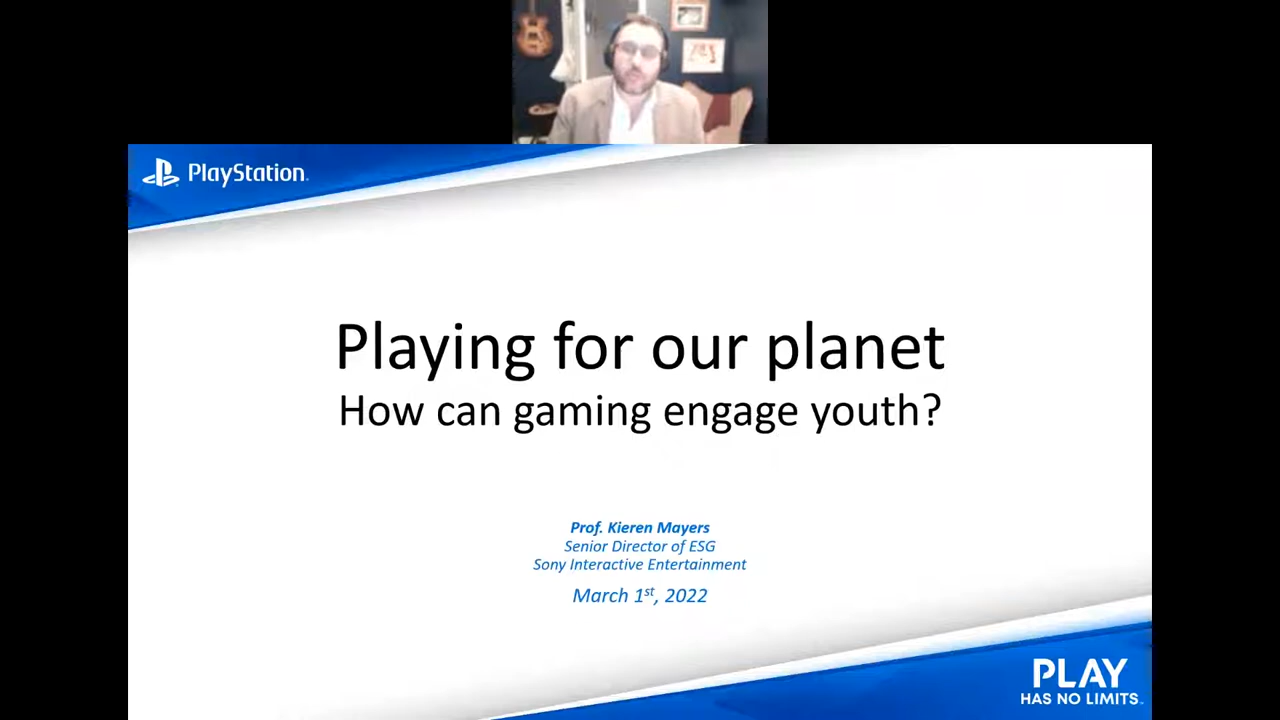 PlayStation
Playing for our planet
How can gaming engage youth?
Prof. Kieren Mayers
Senior Director of ESG
Sony Interactive Entertainment
March 1st, 2022
PLAY
HAS NO LIMITS